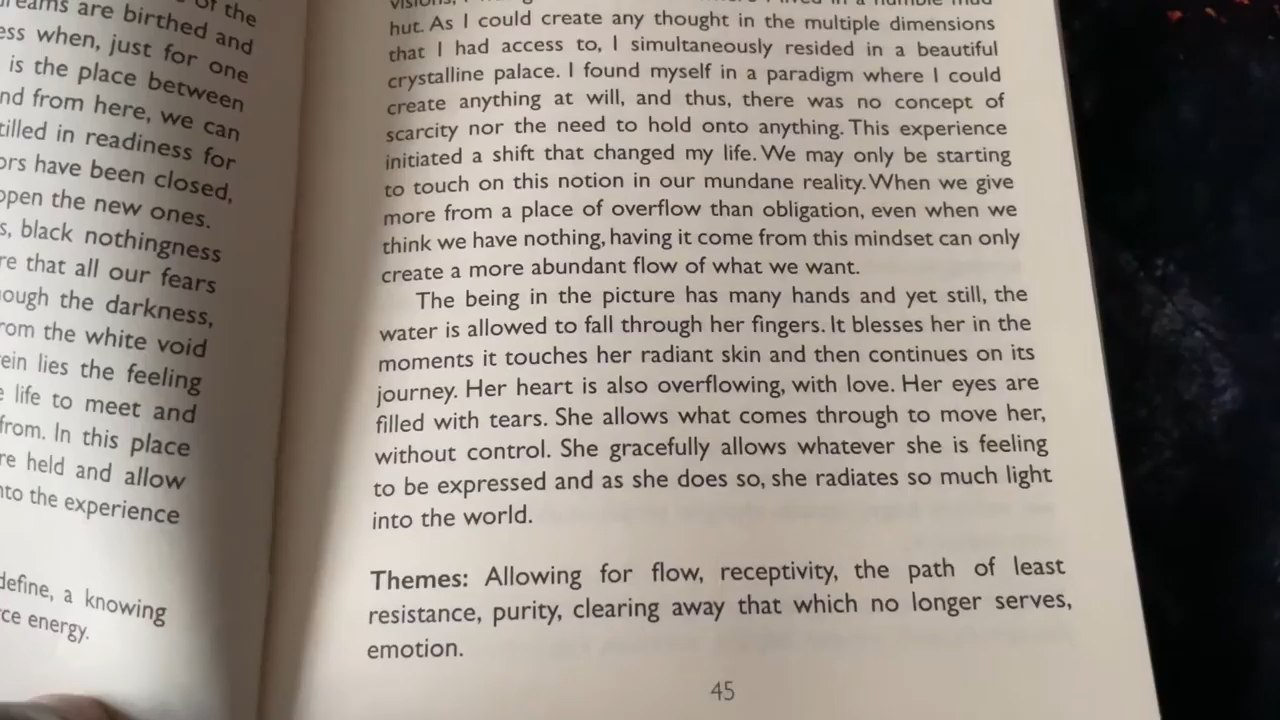 of the
are birthed and
when, just for one
is the place between
from here, we can
in readiness for
have been closed,
open the new ones.
black nothingness
that all our fears
the darkness,
from the white void
lies the feeling
life to meet and
from. In this place
held and allow
the experience
define, a knowing
energy.
hut. As I could create any thought in the multiple dimensions
that I had access to, I simultaneously resided in a beautiful
crystalline palace. I found myself in a paradigm where I could
create anything at will, and thus, there was no concept of
scarcity nor the need to hold onto anything. This experience
initiated a shift that changed my life. We may only be starting
to touch on this notion in our mundane reality. When we give
more from a place of overflow than obligation, even when we
think we have nothing, having it come from this mindset can only
create a more abundant flow of what we want.
The being in the picture has many hands and yet still, the
water is allowed to fall through her fingers. It blesses her in the
moments it touches her radiant skin and then continues on its
journey. Her heart is also overflowing, with love. Her eyes are
filled with tears. She allows what comes through to move her,
without control. She gracefully allows whatever she is feeling
to be expressed and as she does so, she radiates so much light
into the world.
Themes: Allowing for flow, receptivity, the path of least
resistance, purity, clearing away that which no longer serves,
emotion.
45